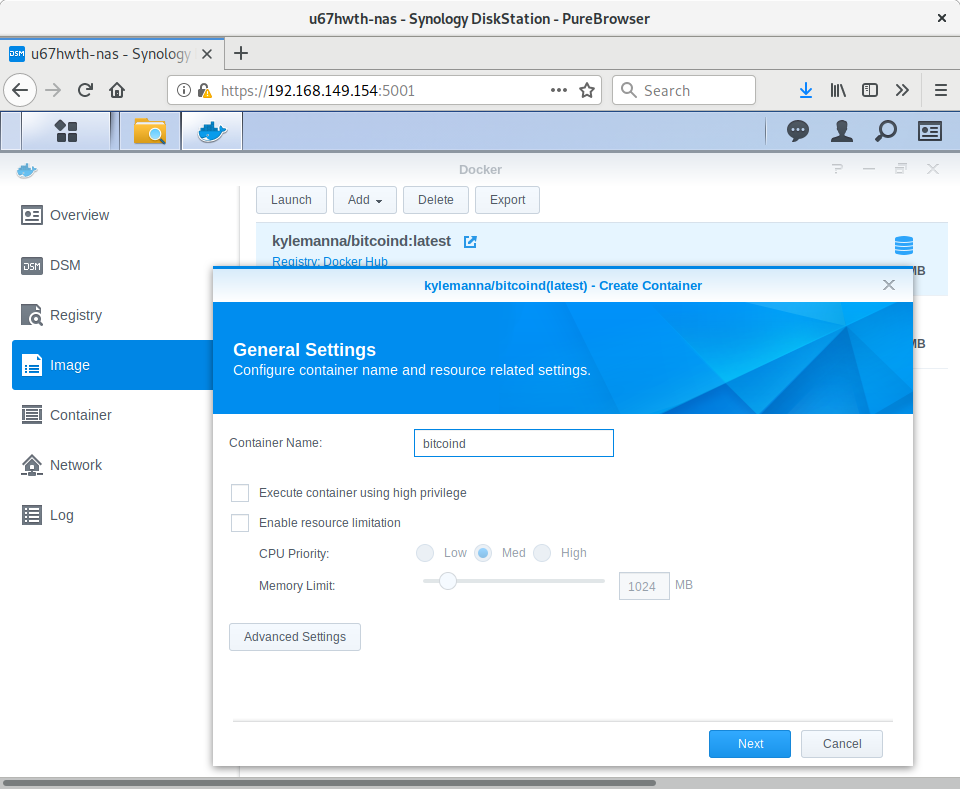 u67hwth-nas - Synology DiskStation - PureBrowser
DSM u67hwth-nas - Synology
https://192.168.149.154:5001
Search
Docker
Overview
DSM DSM
Registry
Image
Container
Network
Log
Launch
Add
Delete
Export
kylemanna/bitcoind:latest
Registry: Docker Hub
MB
MB
kylemanna/bitcoind(latest) - Create Container
General Settings
Configure container name and resource related settings.
Container Name: bitcoind
Execute container using high privilege
Enable resource limitation
CPU Priority: Low Med High
Memory Limit: 1024 MB
Advanced Settings
Next
Cancel